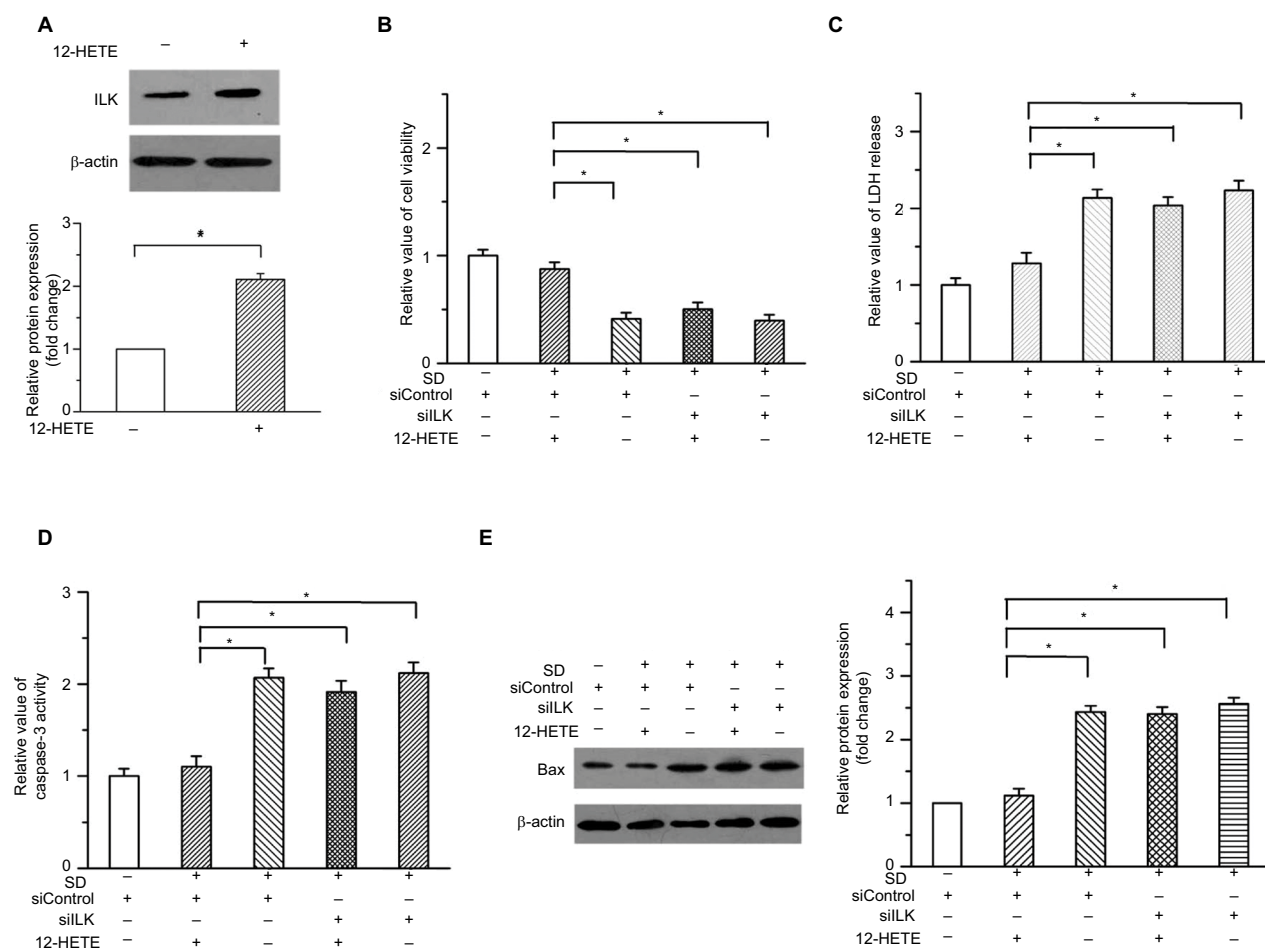 A
12-HETE – +
ILK
β-actin
Relative protein expression
(fold change)
3
2
1
0
*
12-HETE – +
B
Relative value of cell viability
2
1
0
* * *
SD – + + + +
siControl + + + – –
siILK – – – + +
12-HETE – + – + –
C
Relative value of LDH release
3
2
1
0
* * *
SD – + + + +
siControl + + + – –
siILK – – – + +
12-HETE – + – + –
D
Relative value of
caspase-3 activity
3
2
1
0
* * *
SD – + + + +
siControl + + + – –
siILK – – – + +
12-HETE – + – + –
E
SD – + + + +
siControl + + + – –
siILK – – – + +
12-HETE – + – + –
Bax
β-actin
Relative protein expression
(fold change)
4
3
2
1
0
* * *
SD – + + + +
siControl + + + – –
siILK – – – + +
12-HETE – + – + –